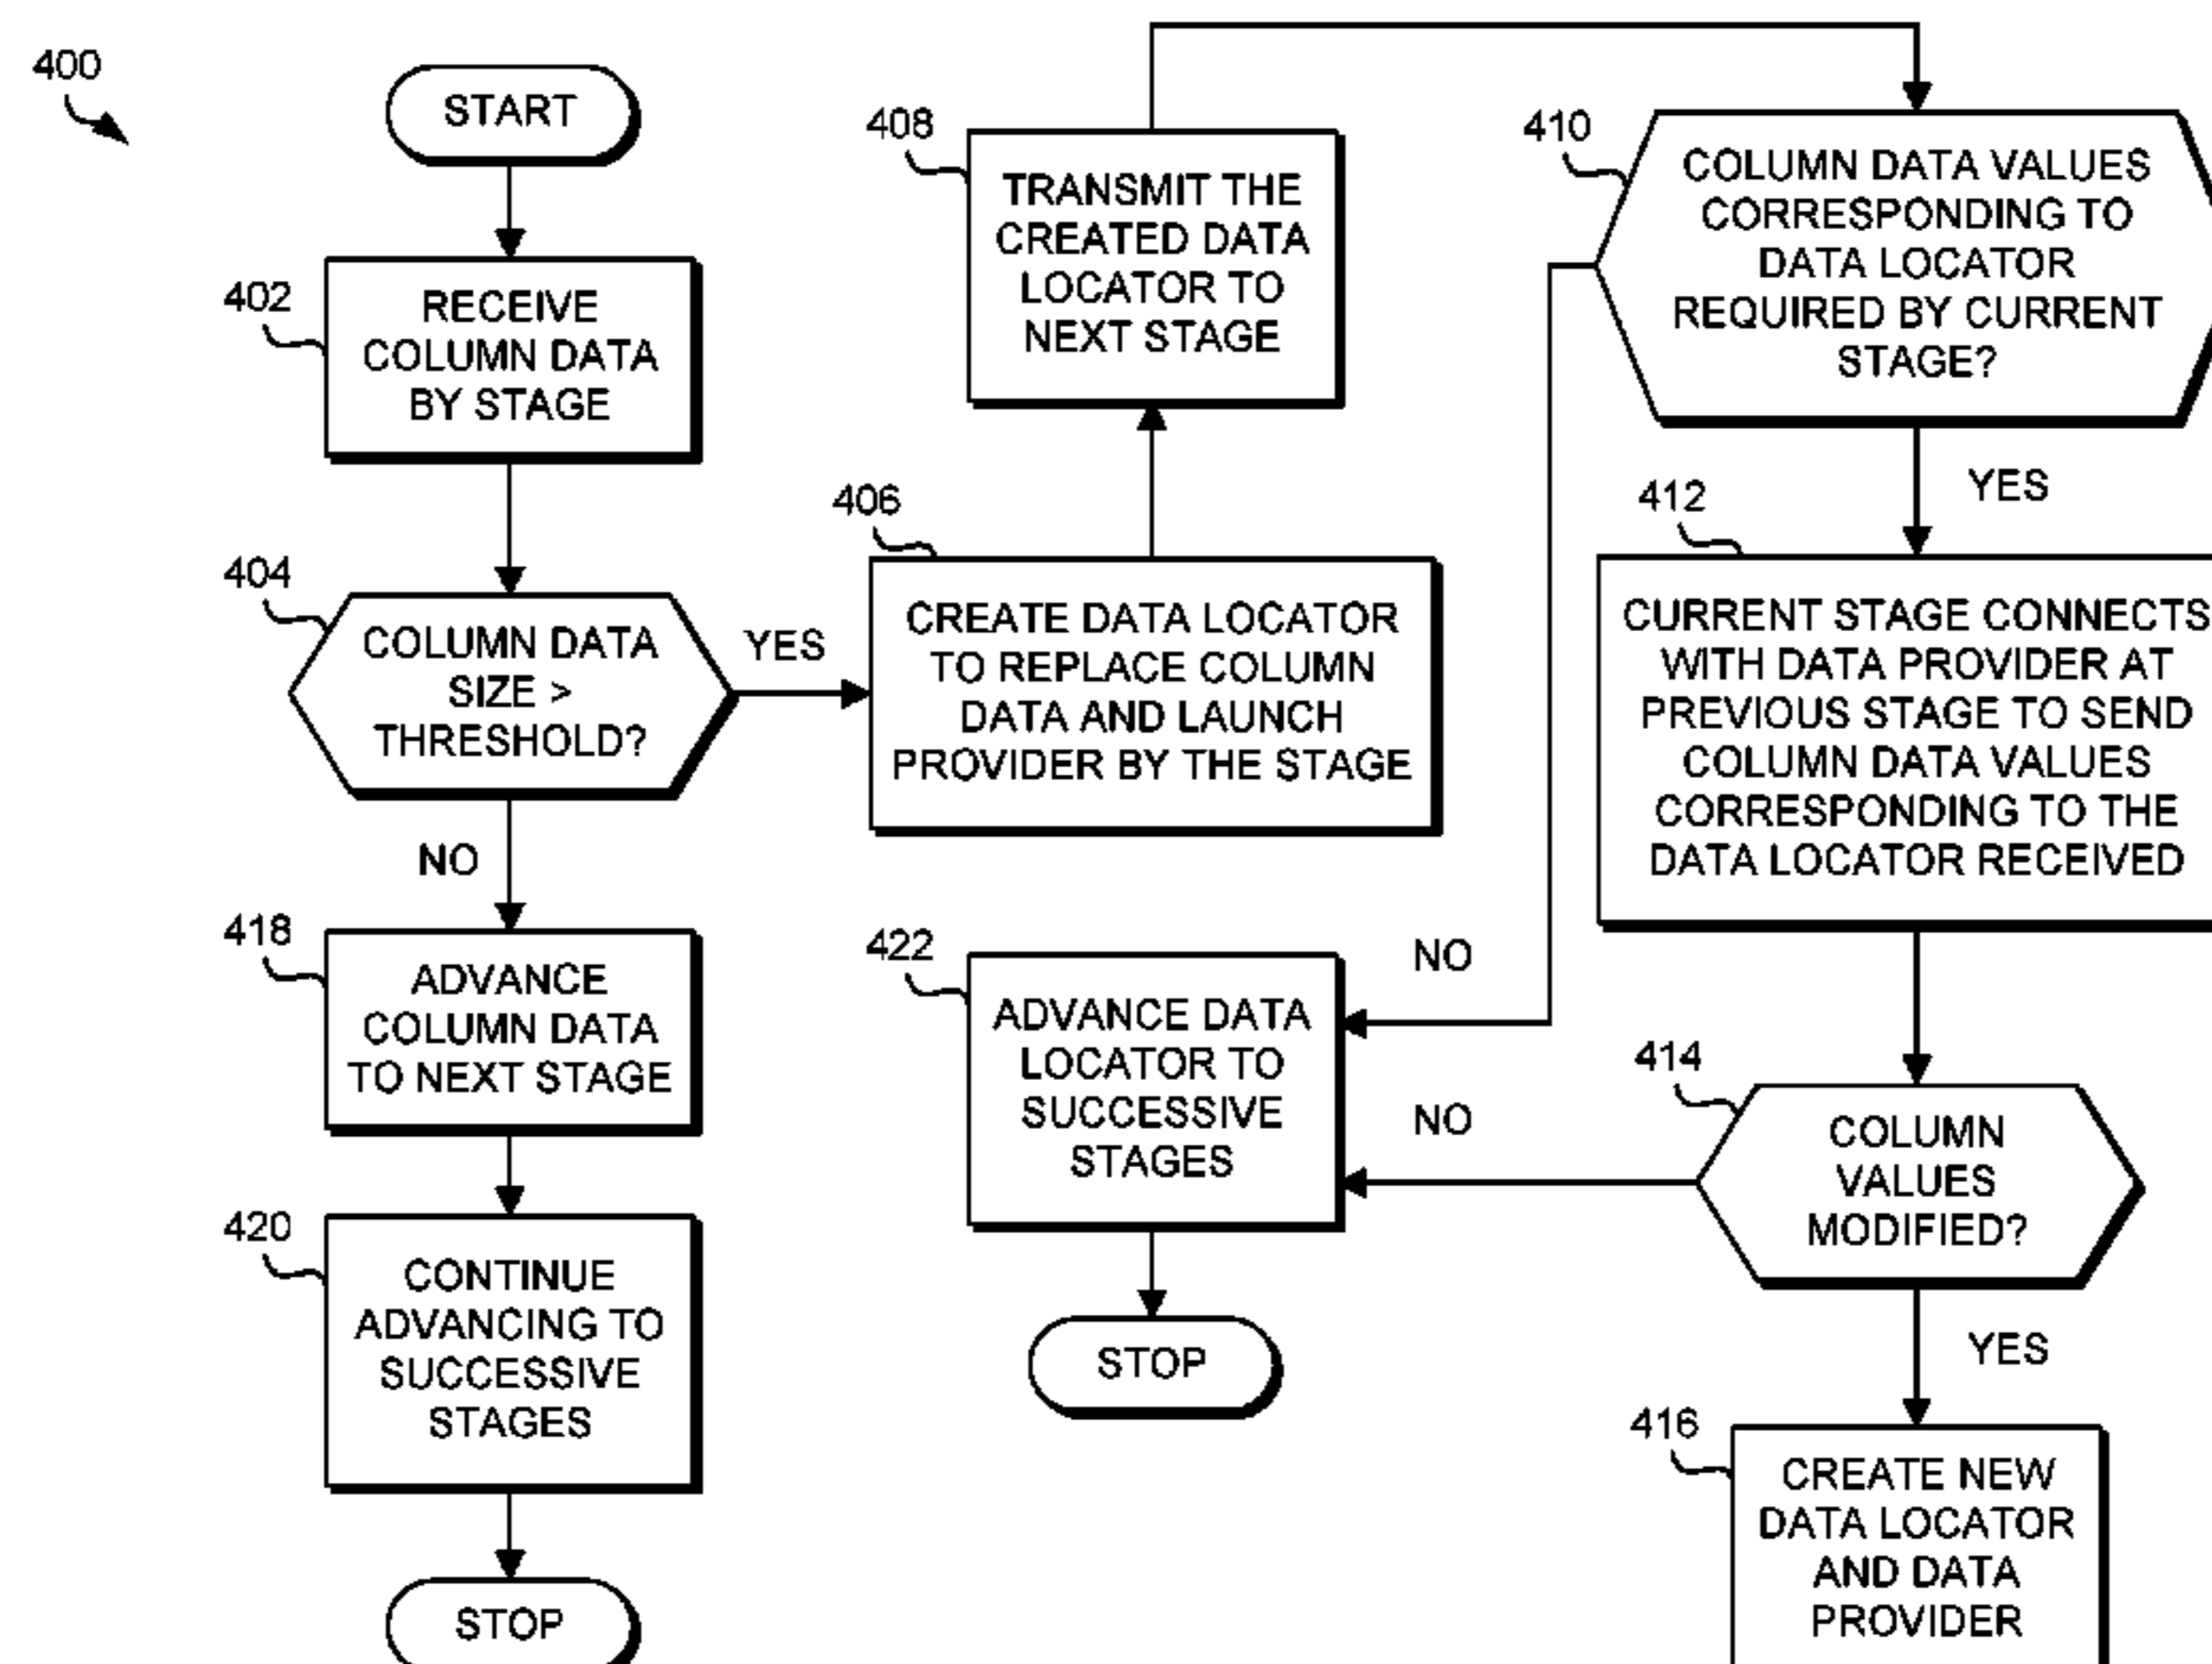 400
START
402
RECEIVE
COLUMN DATA
BY STAGE
404
COLUMN DATA
SIZE >
THRESHOLD?
YES
NO
406
CREATE DATA LOCATOR
TO REPLACE COLUMN
DATA AND LAUNCH
PROVIDER BY THE STAGE
408
TRANSMIT THE
CREATED DATA
LOCATOR TO
NEXT STAGE
410
COLUMN DATA VALUES
CORRESPONDING TO
DATA LOCATOR
REQUIRED BY CURRENT
STAGE?
YES
NO
412
CURRENT STAGE CONNECTS
WITH DATA PROVIDER AT
PREVIOUS STAGE TO SEND
COLUMN DATA VALUES
CORRESPONDING TO THE
DATA LOCATOR RECEIVED
414
COLUMN
VALUES
MODIFIED?
NO
YES
416
CREATE NEW
DATA LOCATOR
AND DATA
PROVIDER
418
ADVANCE
COLUMN DATA
TO NEXT STAGE
420
CONTINUE
ADVANCING TO
SUCCESSIVE
STAGES
STOP
422
ADVANCE DATA
LOCATOR TO
SUCCESSIVE
STAGES
STOP